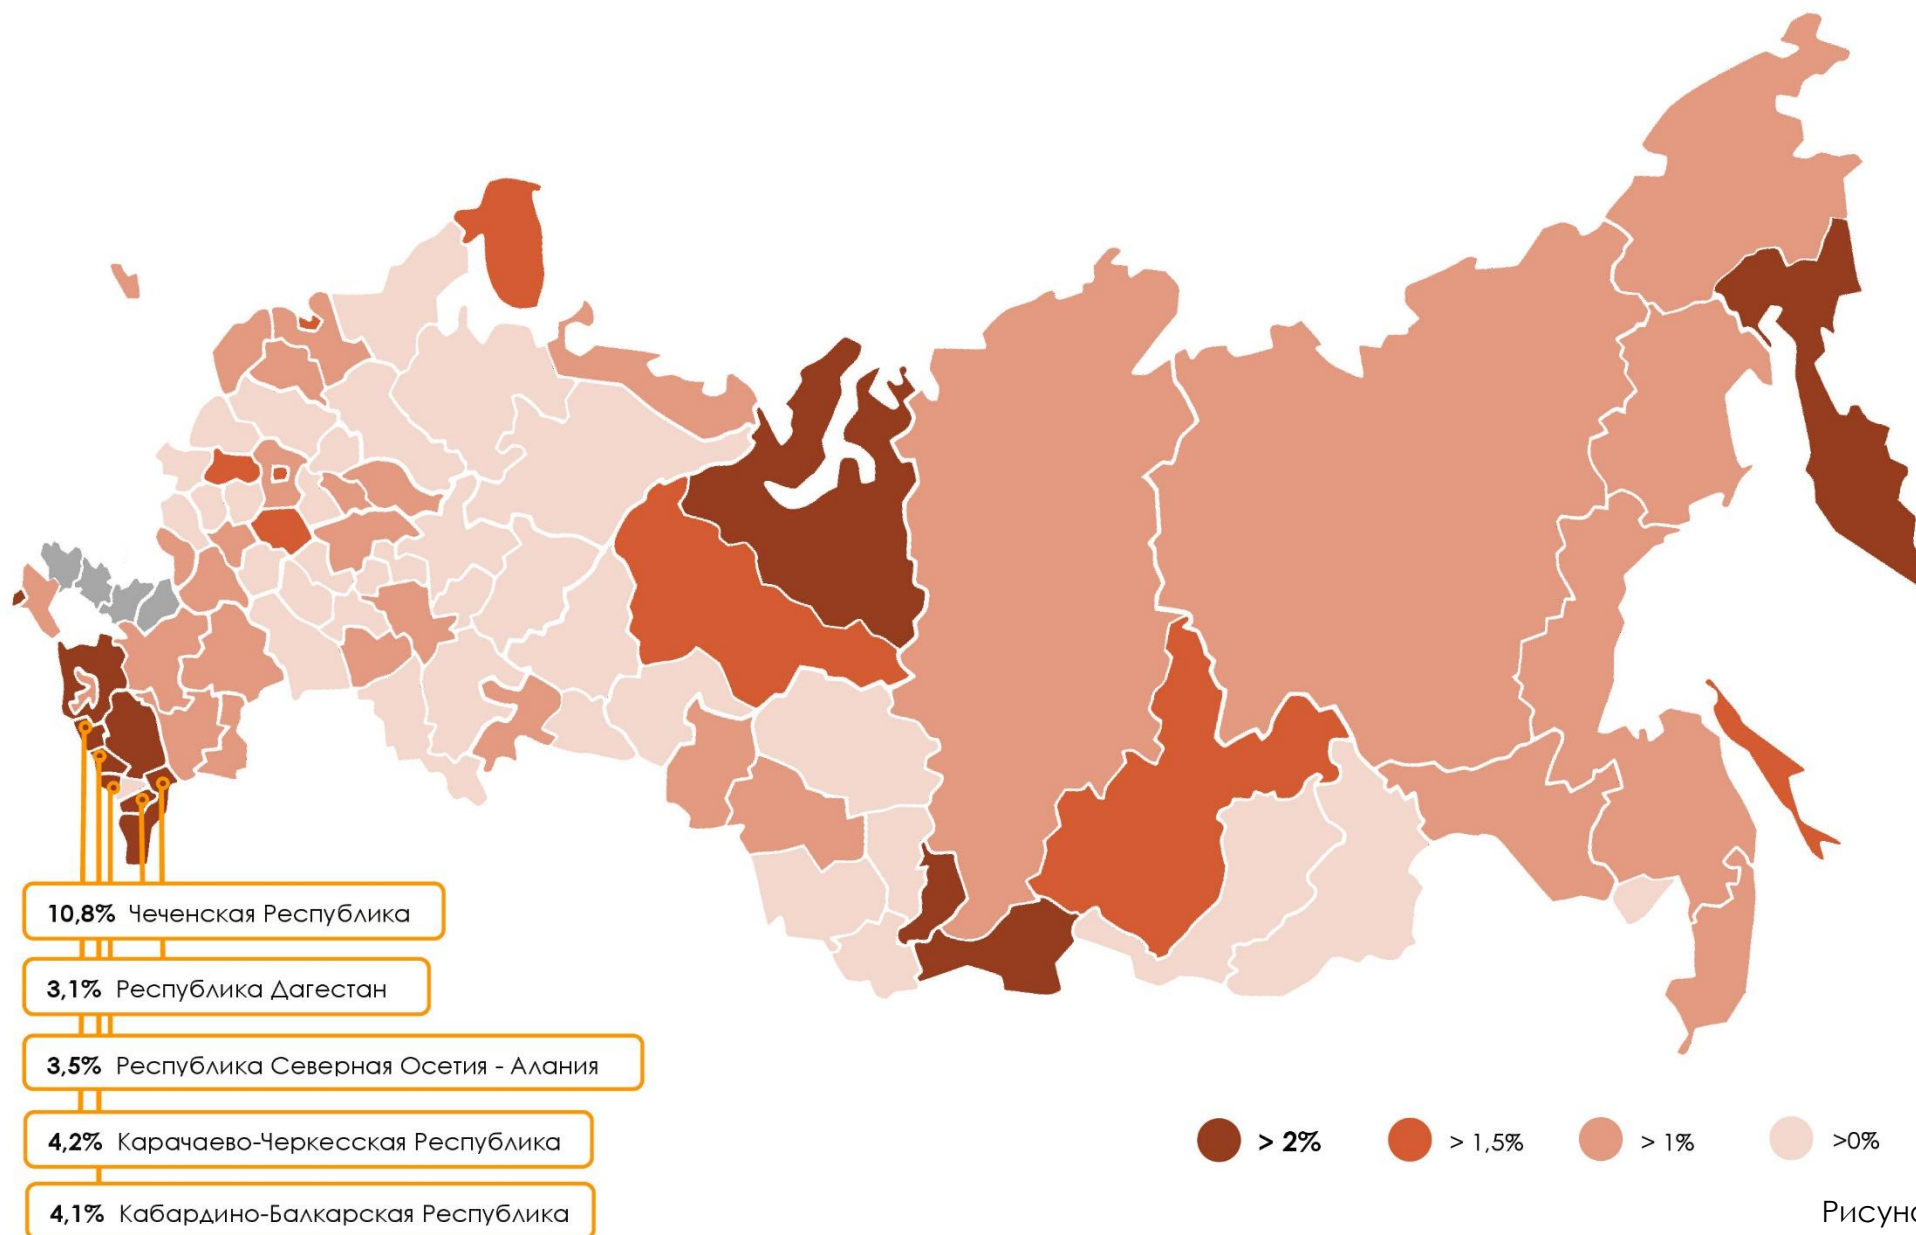 10,8% Чеченская Республика
3,1% Республика Дагестан
3,5% Республика Северная Осетия - Алания
4,2% Карачаево-Черкесская Республика
4,1% Кабардино-Балкарская Республика
> 2%
> 1,5%
> 1%
>0%